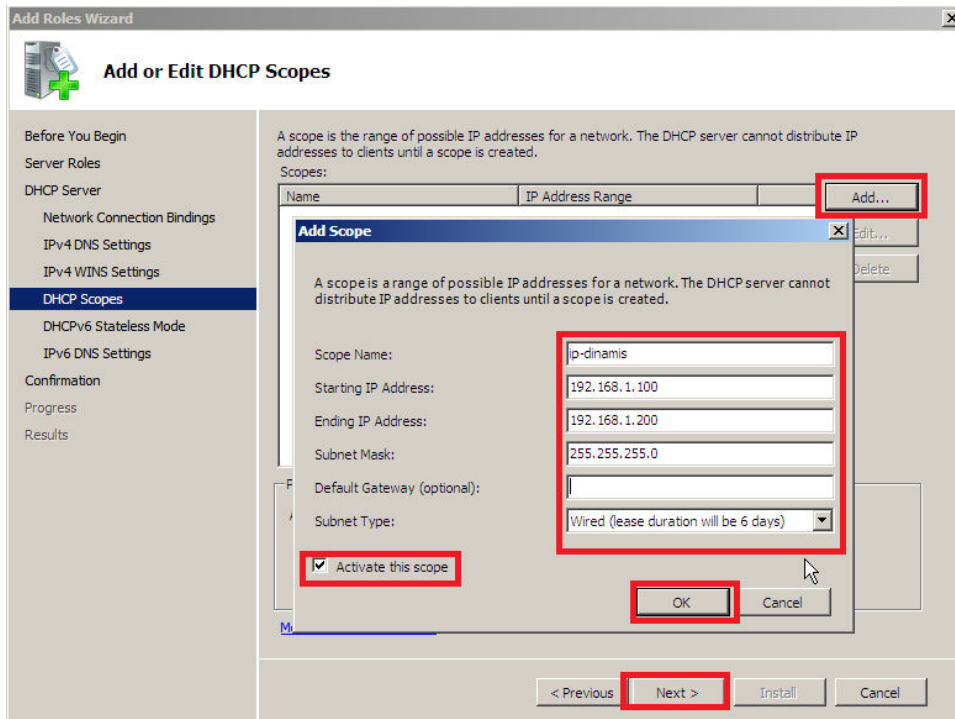 Add Roles Wizard
Add or Edit DHCP Scopes
Before You Begin
Server Roles
DHCP Server
Network Connection Bindings
IPv4 DNS Settings
IPv4 WINS Settings
DHCP Scopes
DHCPv6 Stateless Mode
IPv6 DNS Settings
Confirmation
Progress
Results
A scope is the range of possible IP addresses for a network. The DHCP server cannot distribute IP
addresses to clients until a scope is created.
Scopes:
Name IP Address Range
Add...
Edit...
Delete
Add Scope
A scope is a range of possible IP addresses for a network. The DHCP server cannot
distribute IP addresses to clients until a scope is created.
Scope Name: ip-dinamis
Starting IP Address: 192.168.1.100
Ending IP Address: 192.168.1.200
Subnet Mask: 255.255.255.0
Default Gateway (optional):
Subnet Type: Wired (lease duration will be 6 days)
Activate this scope
OK Cancel
< Previous Next > Install Cancel